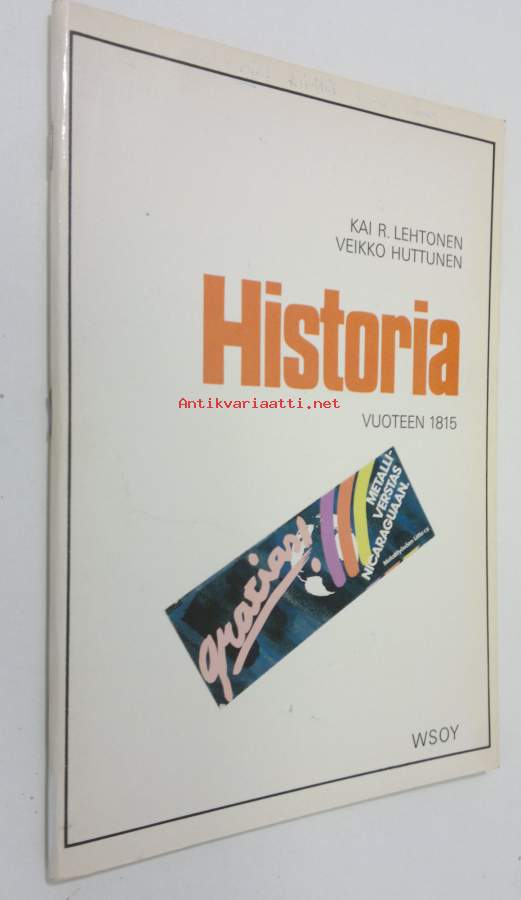 KAI R. LEHTONEN
VEIKKO HUTTUNEN
Historia
Antikvariaatti.net
VUOTEEN 1815
gracias!
METALLI-
VERSTAS
NICARAGUAAN.
WSOY